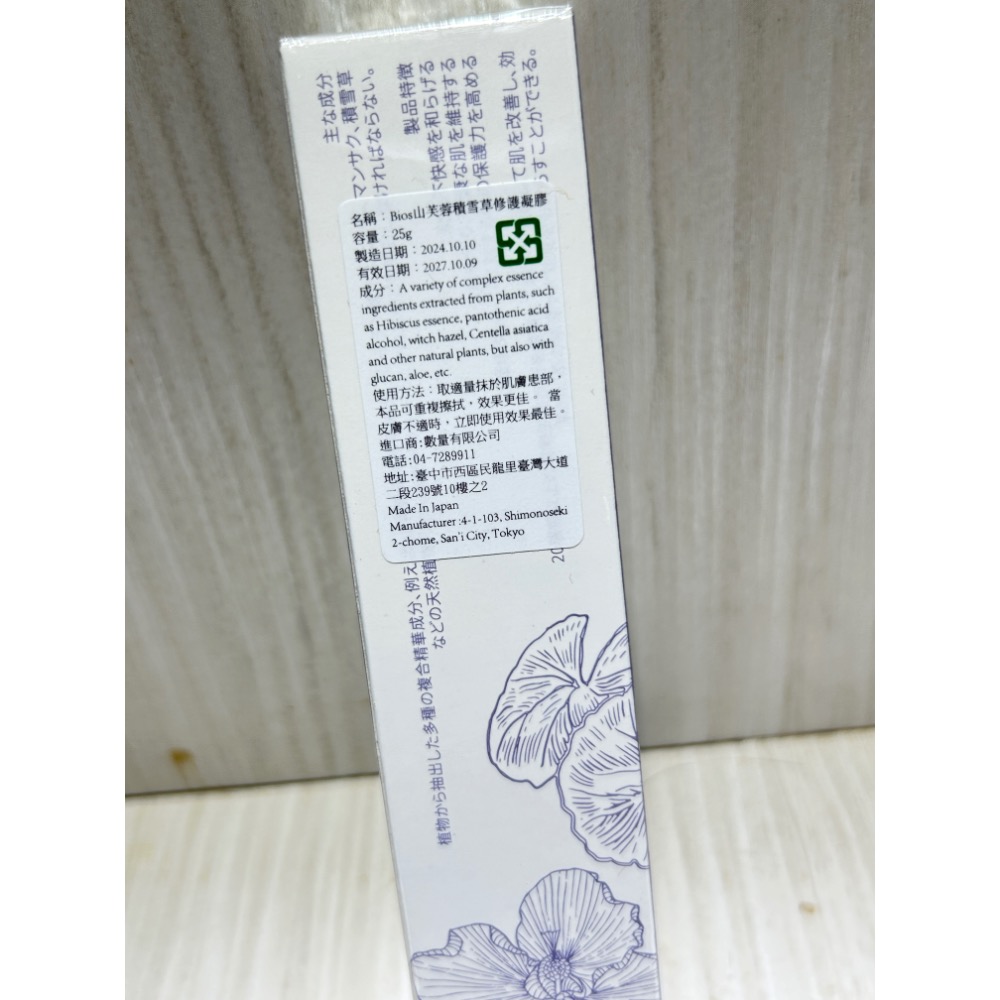 主な成分
マンサク、積雪草
ければならない。
製品特徴
快感を和らげる
な肌を維持する
保護力を高める
て肌を改善し、効
すことができる。
名稱：Bios山芙蓉積雪草修護凝膠
容量：25g
製造日期：2024.10.10
有效日期：2027.10.09
成分：A variety of complex essence
ingredients extracted from plants, such
as Hibiscus essence, pantothenic acid
alcohol, witch hazel, Centella asiatica
and other natural plants, but also with
glucan, aloe, etc.
使用方法：取適量抹於肌膚患部，
本品可重複擦拭，效果更佳。 當
皮膚不適時，立即使用效果最佳。
進口商:數量有限公司
電話:04-7289911
地址:臺中市西區民龍里臺灣大道
二段239號10樓之2
Made In Japan
Manufacturer :4-1-103, Shimonoseki
2-chome, San'i City, Tokyo
植物から抽出した多種の複合精華成分、例え
などの天然植
20